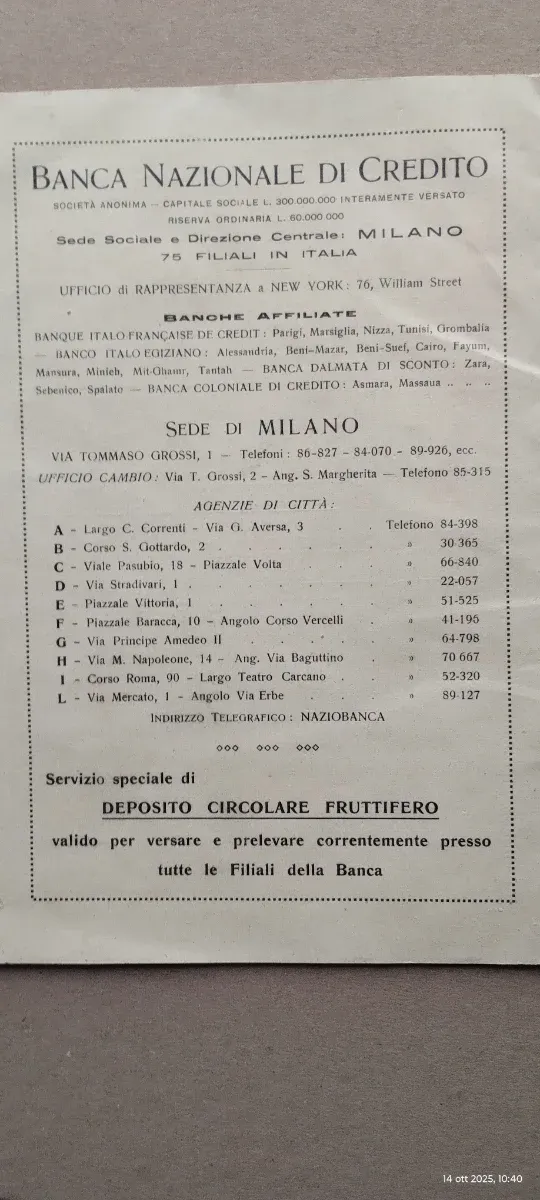 BANCA NAZIONALE DI CREDITO
SOCIETÀ ANONIMA — CAPITALE SOCIALE L. 300.000.000 INTERAMENTE VERSATO
RISERVA ORDINARIA L. 60.000 000
Sede Sociale e Direzione Centrale: MILANO
75 FILIALI IN ITALIA
UFFICIO di RAPPRESENTANZA a NEW YORK: 76, William Street
BANCHE AFFILIATE
BANQUE ITALO FRANÇAISE DE CREDIT: Parigi, Marsiglia, Nizza, Tunisi, Grombalia
— BANCO ITALO EGIZIANO: Alessandria, Beni-Mazar, Beni-Suef, Cairo, Fayum,
Mansura, Minieh, Mit-Ghamr, Tantah — BANCA DALMATA DI SCONTO: Zara,
Sebenico, Spalato — BANCA COLONIALE DI CREDITO: Asmara, Massaua .. .. ..
SEDE DI MILANO
VIA TOMMASO GROSSI, 1 — Telefoni: 86-827 - 84-070 - 89-926, ecc.
UFFICIO CAMBIO: Via T. Grossi, 2 - Ang. S. Margherita — Telefono 85-315
AGENZIE DI CITTÀ:
A - Largo C. Correnti - Via G. Aversa, 3 . . Telefono 84-398
B - Corso S. Gottardo, 2 . . . . . . » 30 365
C - Viale Pasubio, 18 - Piazzale Volta . . » 66-840
D - Via Stradivari, 1 . . . . . . . » 22-057
E - Piazzale Vittoria, 1 . . . . . . » 51-525
F - Piazzale Baracca, 10 - Angolo Corso Vercelli . » 41-196
G - Via Principe Amedeo II . . . . . » 64-798
H - Via M. Napoleone, 14 - Ang. Via Baguttino . » 70 667
I - Corso Roma, 90 - Largo Teatro Carcano . . » 52-320
L - Via Mercato, 1 - Angolo Via Erbe . . . » 89-127
INDIRIZZO TELEGRAFICO: NAZIOBANCA
Servizio speciale di
DEPOSITO CIRCOLARE FRUTTIFERO
valido per versare e prelevare correntemente presso
tutte le Filiali della Banca
14 ott 2025, 10:40